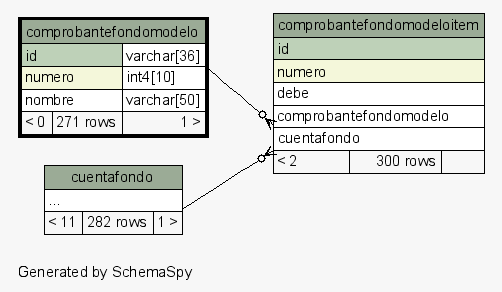 comprobantefondomodelo
id varchar[36]
numero int4[10]
nombre varchar[50]
< 0 271 rows 1 >
comprobantefondomodeloitem
id
numero
debe
comprobantefondomodelo
cuentafondo
< 2 300 rows
cuentafondo
...
< 11 282 rows 1 >
Generated by SchemaSpy